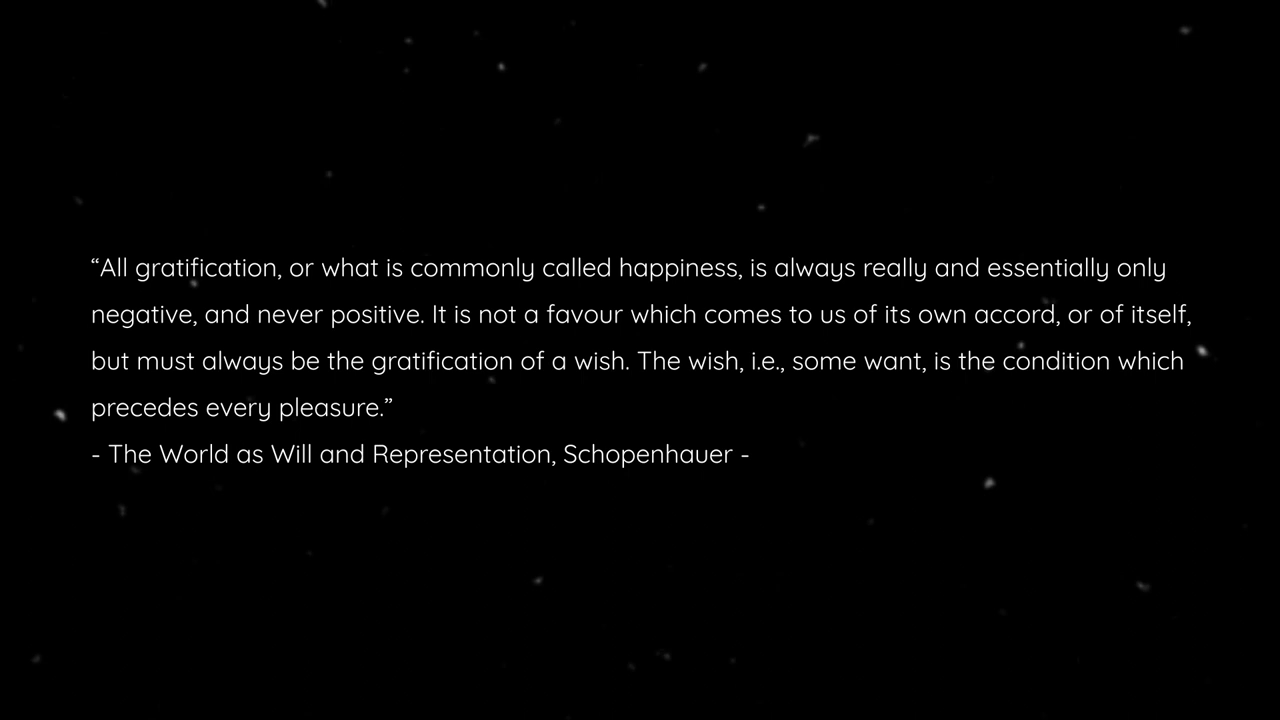 “All gratification, or what is commonly called happiness, is always really and essentially only
negative, and never positive. It is not a favour which comes to us of its own accord, or of itself,
but must always be the gratification of a wish. The wish, i.e., some want, is the condition which
precedes every pleasure.”
- The World as Will and Representation, Schopenhauer -